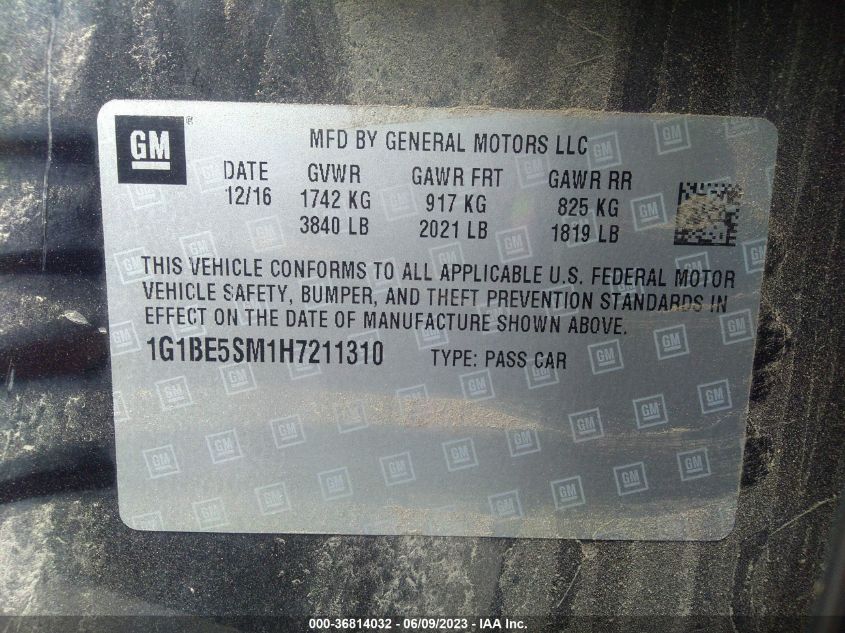 GM
MFD BY GENERAL MOTORS LLC
DATE GVWR GAWR FRT GAWR RR
12/16 1742 KG 917 KG 825 KG
3840 LB 2021 LB 1819 LB
THIS VEHICLE CONFORMS TO ALL APPLICABLE U.S. FEDERAL MOTOR
VEHICLE SAFETY, BUMPER, AND THEFT PREVENTION STANDARDS IN
EFFECT ON THE DATE OF MANUFACTURE SHOWN ABOVE.
1G1BE5SM1H7211310 TYPE: PASS CAR
000-36814032 - 06/09/2023 - IAA Inc.